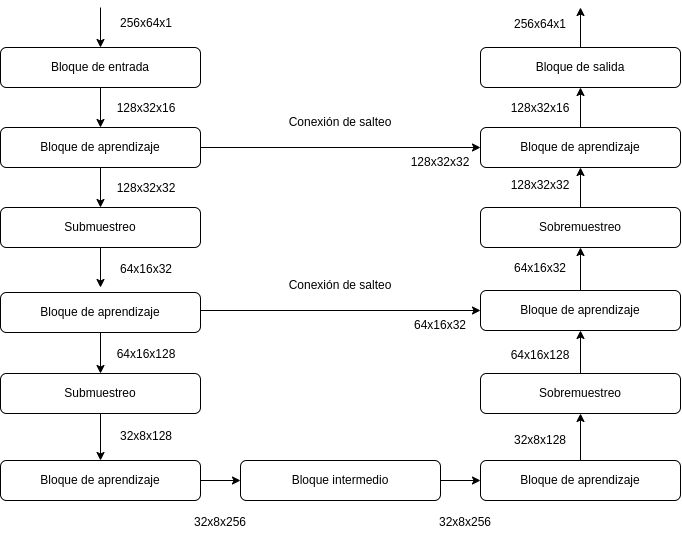 256x64x1
256x64x1
Bloque de entrada
Bloque de salida
128x32x16
128x32x16
Conexión de salteo
Bloque de aprendizaje
Bloque de aprendizaje
128x32x32
128x32x32
128x32x32
Submuestreo
Sobremuestreo
64x16x32
64x16x32
Conexión de salteo
Bloque de aprendizaje
Bloque de aprendizaje
64x16x32
64x16x128
64x16x128
Submuestreo
Sobremuestreo
32x8x128
32x8x128
Bloque de aprendizaje
Bloque intermedio
Bloque de aprendizaje
32x8x256
32x8x256